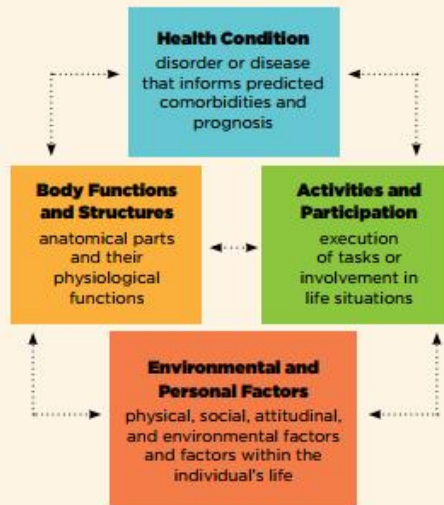 Health Condition
disorder or disease
that informs predicted
comorbidities and
prognosis
Body Functions
and Structures
anatomical parts
and their
physiological
functions
Activities and
Participation
execution
of tasks or
involvement in
life situations
Environmental and
Personal Factors
physical, social, attitudinal,
and environmental factors
and factors within the
individual's life